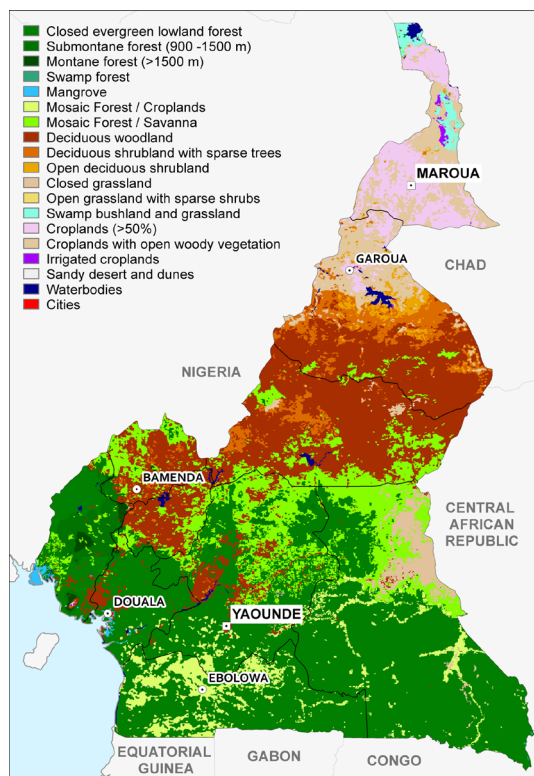 Closed evergreen lowland forest
Submontane forest (900 -1500 m)
Montane forest (>1500 m)
Swamp forest
Mangrove
Mosaic Forest / Croplands
Mosaic Forest / Savanna
Deciduous woodland
Deciduous shrubland with sparse trees
Open deciduous shrubland
Closed grassland
Open grassland with sparse shrubs
Swamp bushland and grassland
Croplands (>50%)
Croplands with open woody vegetation
Irrigated croplands
Sandy desert and dunes
Waterbodies
Cities
MAROUA
GAROUA
CHAD
NIGERIA
BAMENDA
CENTRAL
AFRICAN
REPUBLIC
DOUALA
YAOUNDE
EBOLOWA
EQUATORIAL
GUINEA
GABON
CONGO